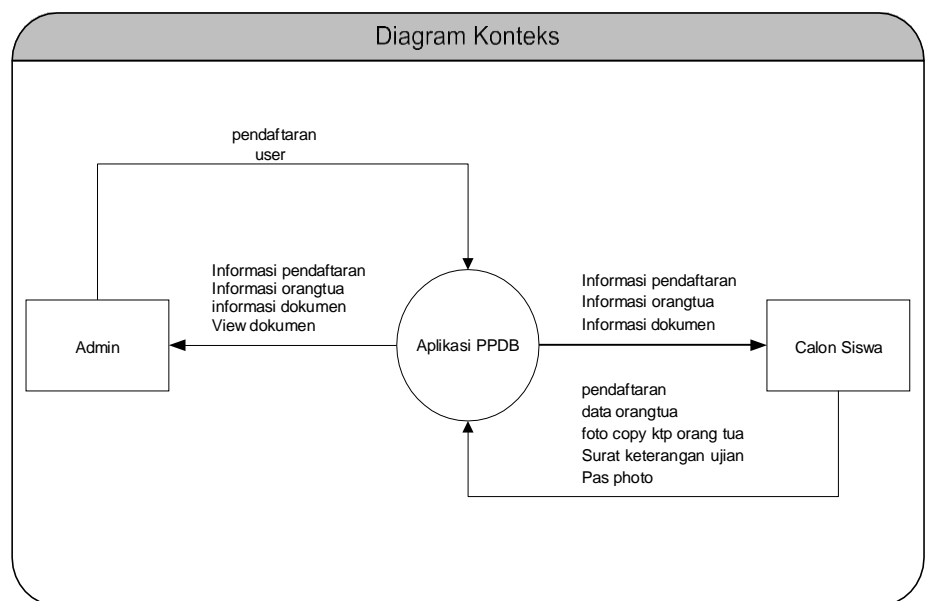 Diagram Konteks
pendaftaran
user
Informasi pendaftaran
Informasi orangtua
informasi dokumen
View dokumen
Informasi pendaftaran
Informasi orangtua
Informasi dokumen
Admin
Aplikasi PPDB
Calon Siswa
pendaftaran
data orangtua
foto copy ktp orang tua
Surat keterangan ujian
Pas photo